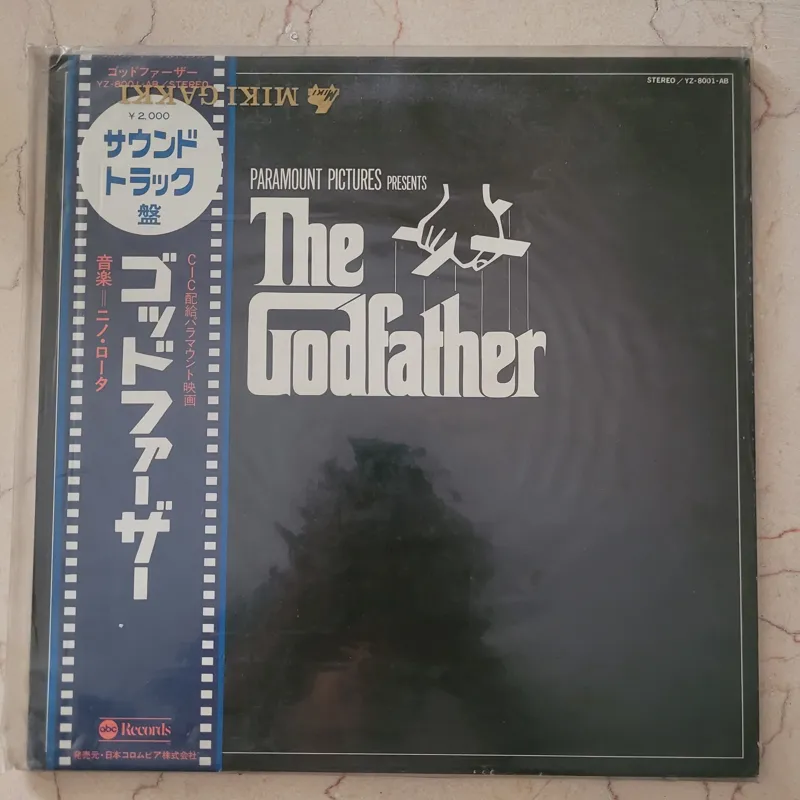 ゴッドファーザー
YZ-8001-AB/STEREO
MIKI GAKKI
MIKI
¥2,000
サウンド
トラック
盤
CIC配給パラマウント映画
ゴッドファーザー
音楽=ニノ・ロータ
abc Records
発売元・日本コロムビア株式会社
STEREO/YZ-8001-AB
PARAMOUNT PICTURES PRESENTS
The
Godfather